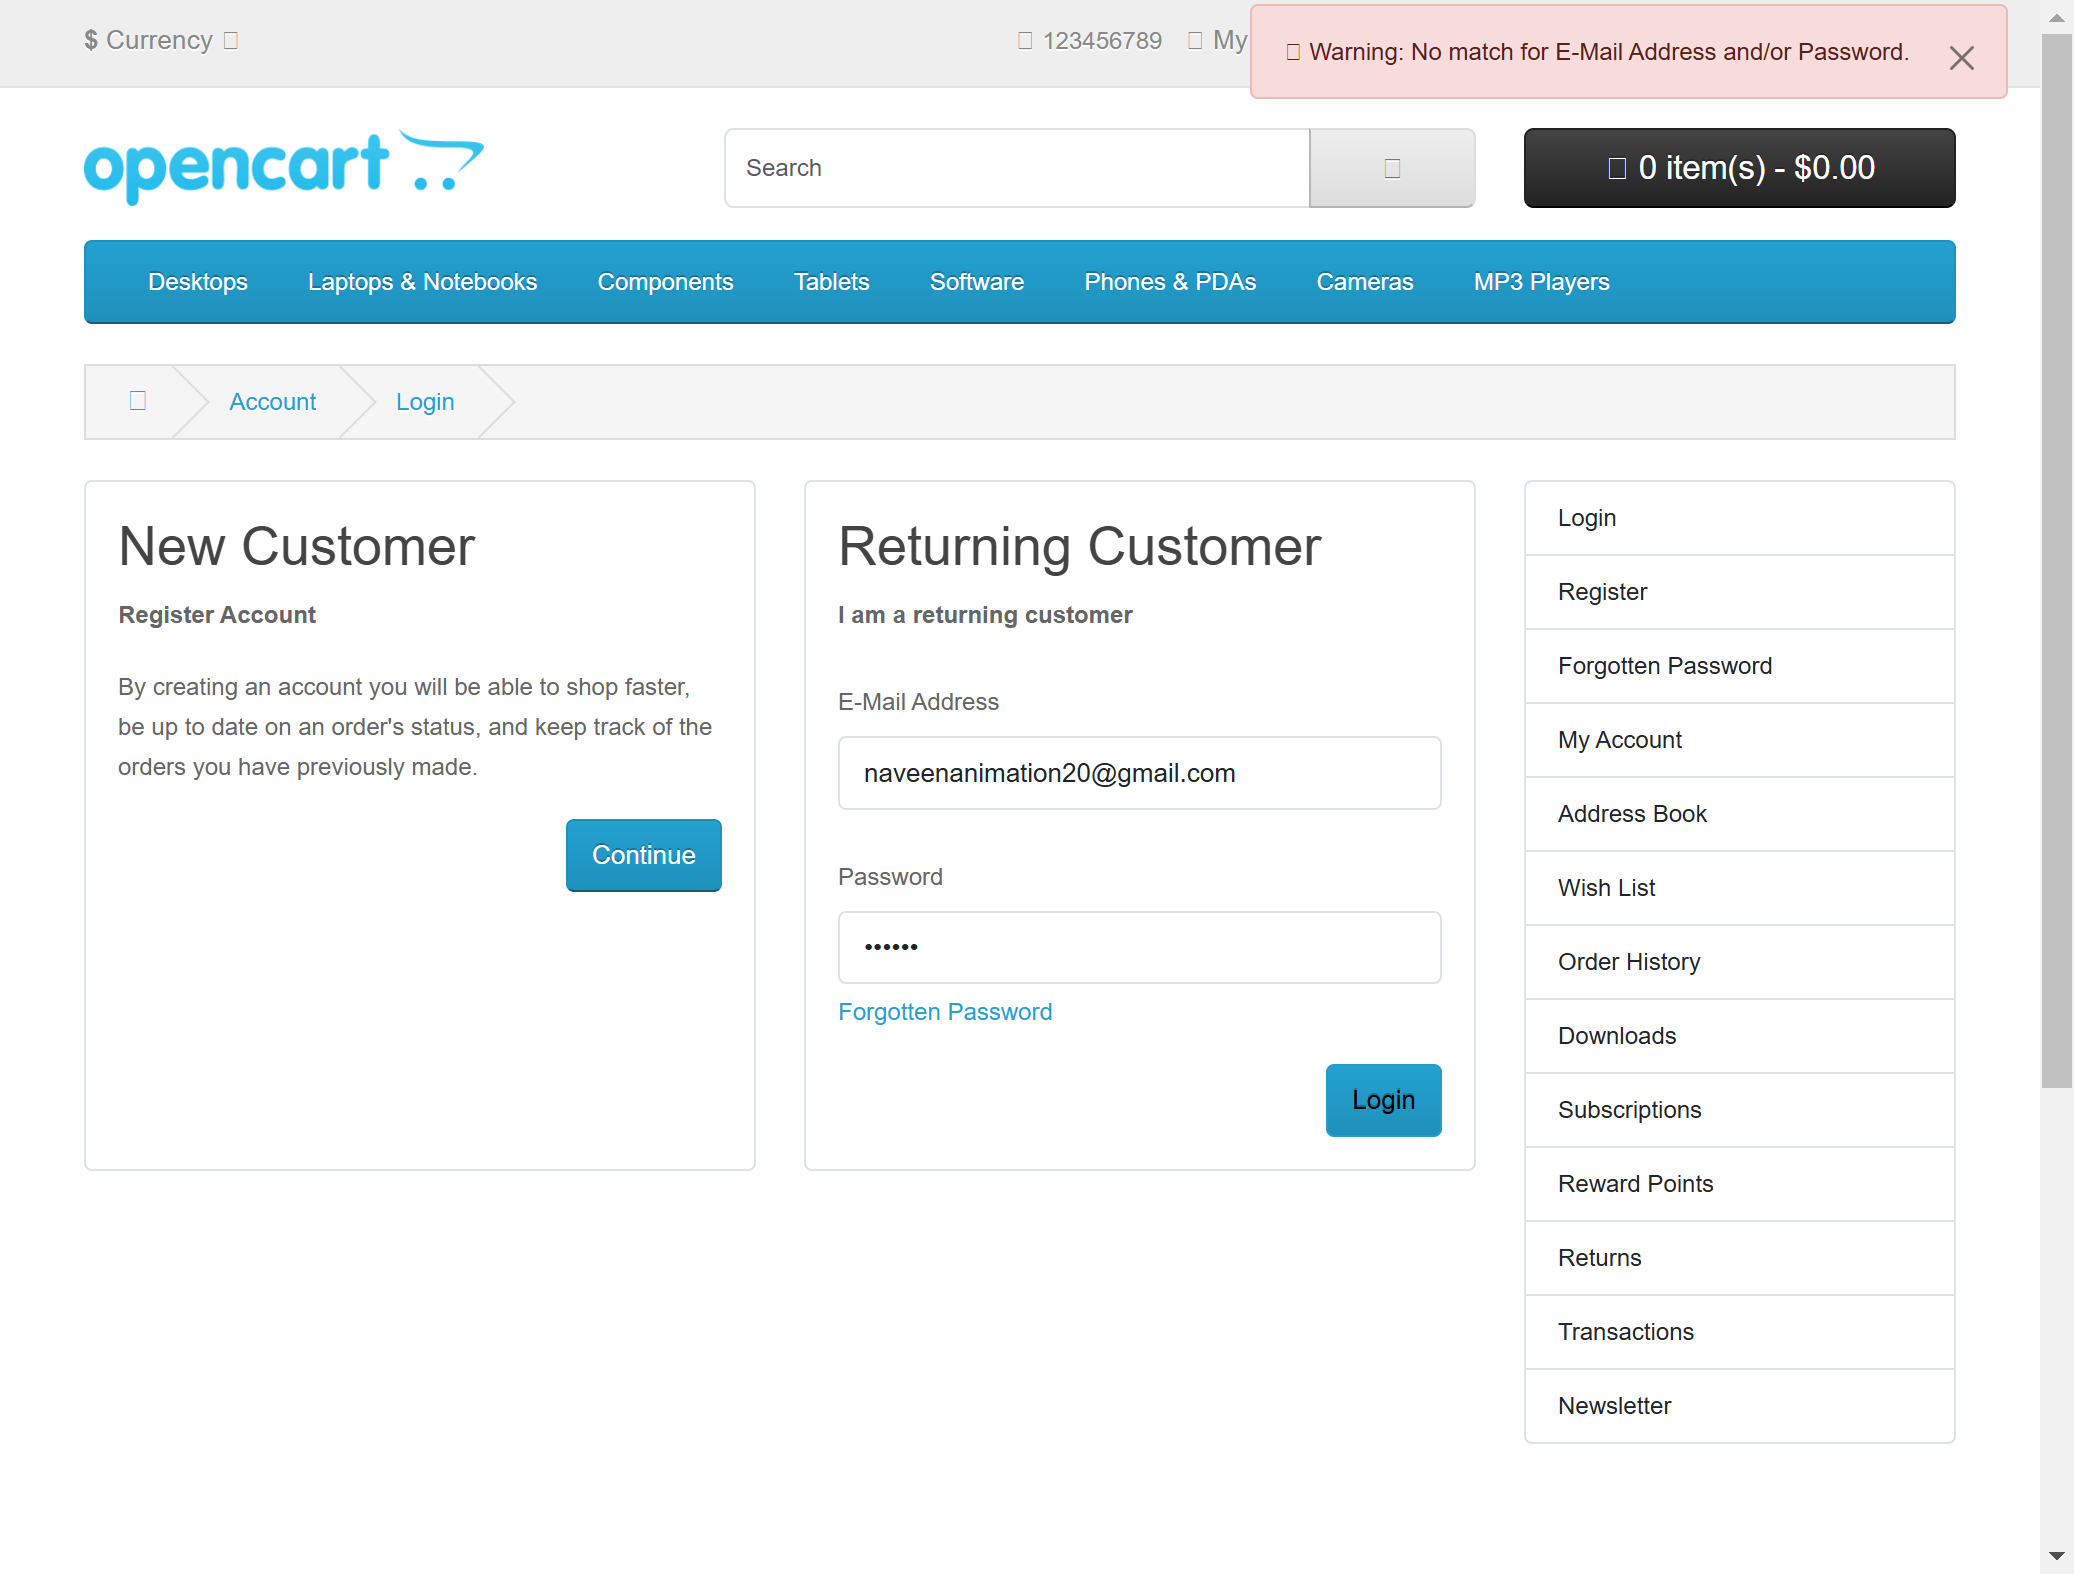 $ Currency
123456789
My
Warning: No match for E-Mail Address and/or Password.
opencart
Search
0 item(s) - $0.00
Desktops
Laptops & Notebooks
Components
Tablets
Software
Phones & PDAs
Cameras
MP3 Players
Account
Login
New Customer
Register Account
By creating an account you will be able to shop faster,
be up to date on an order's status, and keep track of the
orders you have previously made.
Continue
Returning Customer
I am a returning customer
E-Mail Address
naveenanimation20@gmail.com
Password
••••••
Forgotten Password
Login
Login
Register
Forgotten Password
My Account
Address Book
Wish List
Order History
Downloads
Subscriptions
Reward Points
Returns
Transactions
Newsletter